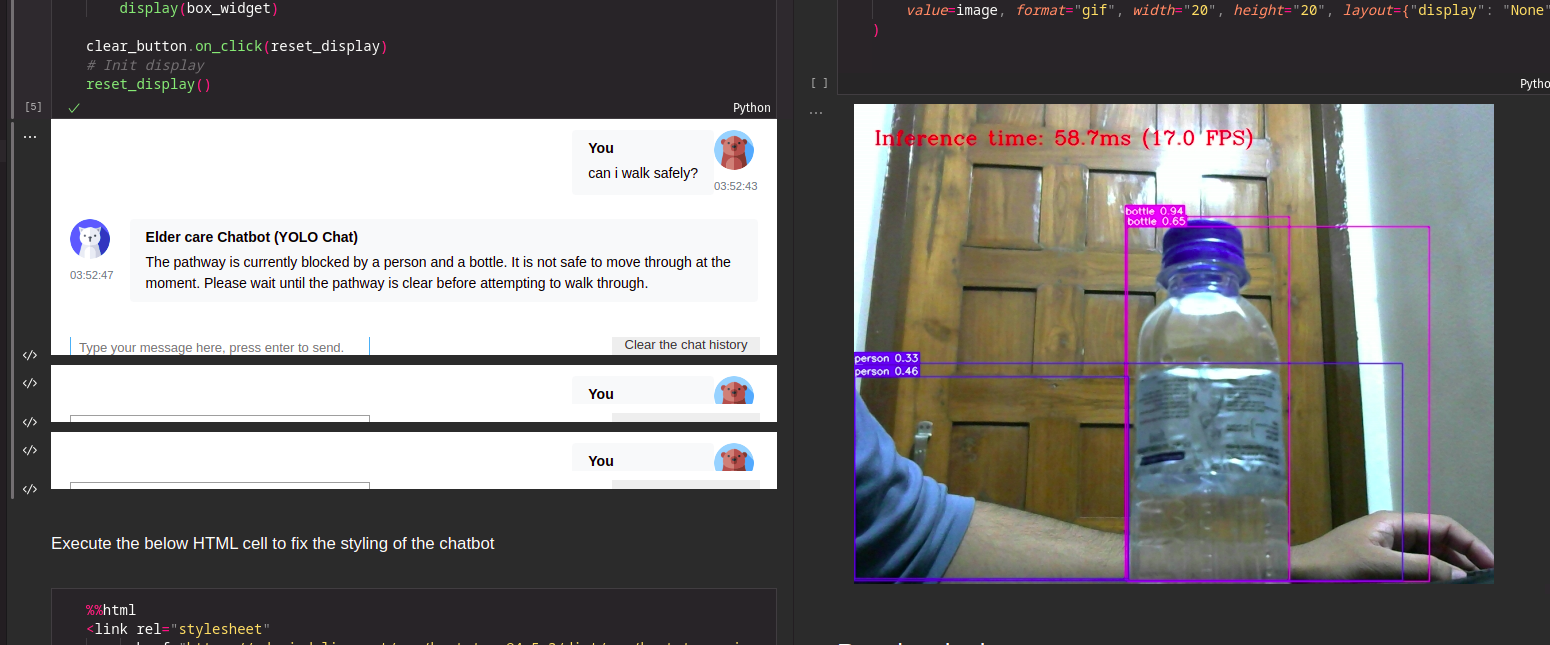 display(box_widget)
clear_button.on_click(reset_display)
# Init display
reset_display()
[5]
Python
...
You
can i walk safely?
03:52:43
Elder care Chatbot (YOLO Chat)
03:52:47
The pathway is currently blocked by a person and a bottle. It is not safe to move through at the
moment. Please wait until the pathway is clear before attempting to walk through.
Type your message here, press enter to send.
Clear the chat history
</>
</>
You
</>
</>
You
</>
Execute the below HTML cell to fix the styling of the chatbot
%%html
<link rel="stylesheet"
value=image, format="gif", width="20", height="20", layout={"display": "None"
)
[ ]
Pytho
...
Inference time: 58.7ms (17.0 FPS)
bottle 0.94
bottle 0.65
person 0.33
person 0.46